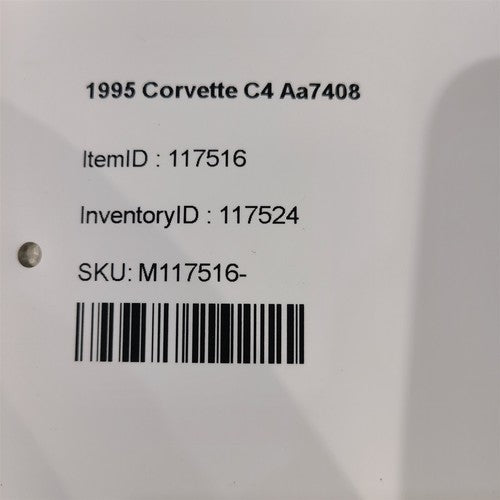 1995 Corvette C4 Aa7408
ItemID : 117516
InventoryID : 117524
SKU: M117516-